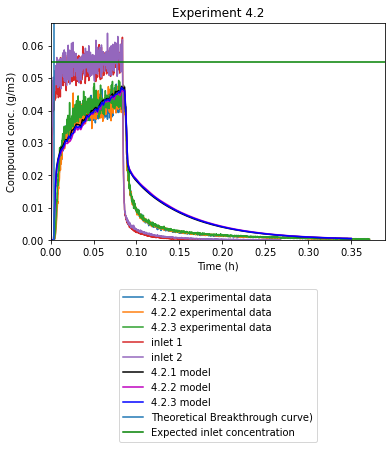 Experiment 4.2
Compound conc. (g/m3)
0.06
0.05
0.04
0.03
0.02
0.01
0.00
0.00 0.05 0.10 0.15 0.20 0.25 0.30 0.35
Time (h)
4.2.1 experimental data
4.2.2 experimental data
4.2.3 experimental data
inlet 1
inlet 2
4.2.1 model
4.2.2 model
4.2.3 model
Theoretical Breakthrough curve)
Expected inlet concentration